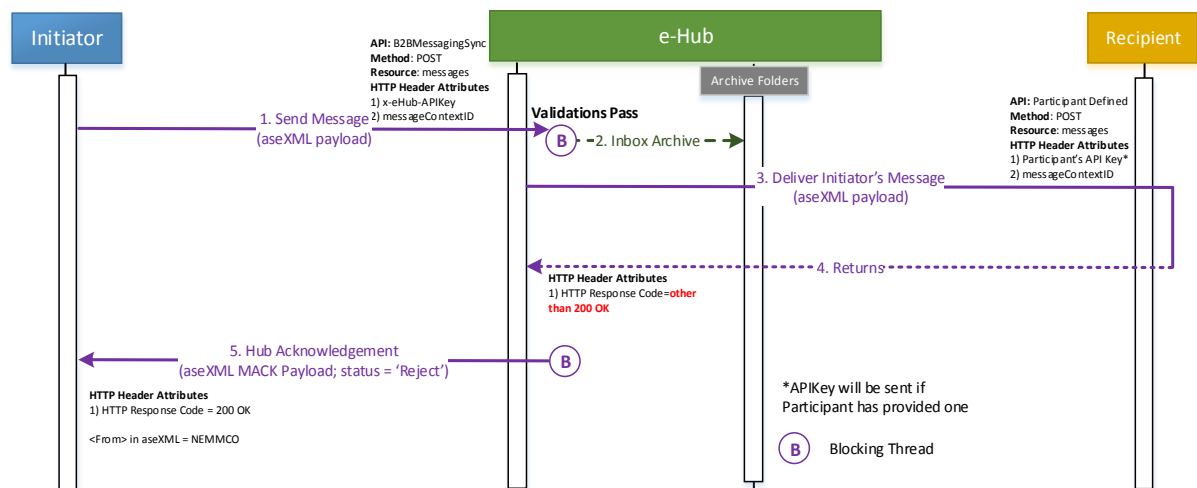 Initiator
e-Hub
Recipient
API: B2BMessagingSync
Method: POST
Resource: messages
HTTP Header Attributes
1) x-eHub-APIKey
2) messageContextID
Archive Folders
1. Send Message
(aseXML payload)
Validations Pass
B
2. Inbox Archive
API: Participant Defined
Method: POST
Resource: messages
HTTP Header Attributes
1) Participant's API Key*
2) messageContextID
3. Deliver Initiator's Message
(aseXML payload)
4. Returns
HTTP Header Attributes
1) HTTP Response Code=other
than 200 OK
5. Hub Acknowledgement
(aseXML MACK Payload; status = 'Reject')
B
HTTP Header Attributes
1) HTTP Response Code = 200 OK
<From> in aseXML = NEMMCO
*APIKey will be sent if
Participant has provided one
B
Blocking Thread